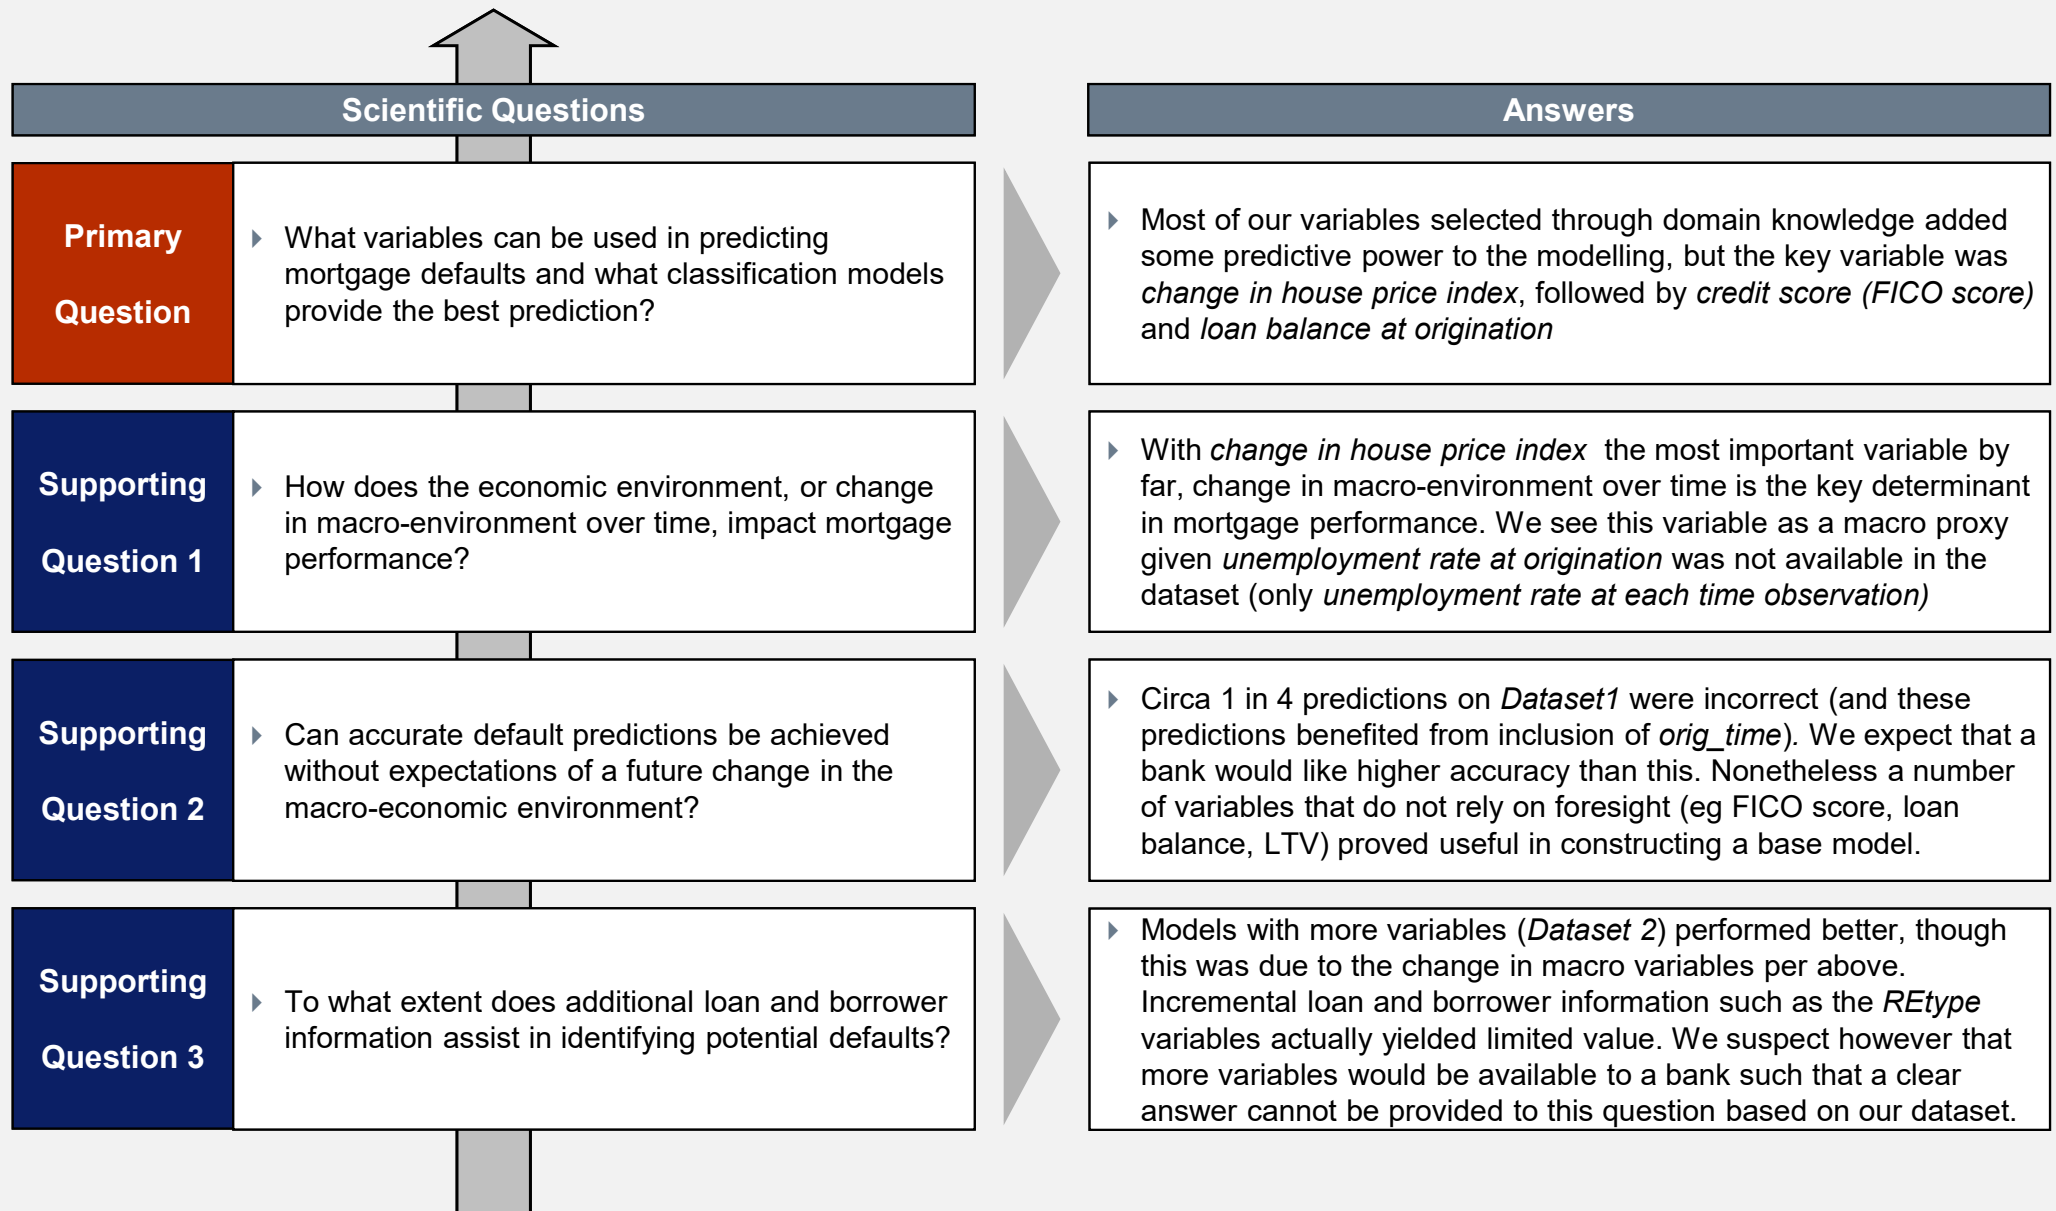 Scientific Questions
Answers
Primary
Question
What variables can be used in predicting
mortgage defaults and what classification models
provide the best prediction?
Most of our variables selected through domain knowledge added
some predictive power to the modelling, but the key variable was
change in house price index, followed by credit score (FICO score)
and loan balance at origination
Supporting
Question 1
How does the economic environment, or change
in macro-environment over time, impact mortgage
performance?
With change in house price index the most important variable by
far, change in macro-environment over time is the key determinant
in mortgage performance. We see this variable as a macro proxy
given unemployment rate at origination was not available in the
dataset (only unemployment rate at each time observation)
Supporting
Question 2
Can accurate default predictions be achieved
without expectations of a future change in the
macro-economic environment?
Circa 1 in 4 predictions on Dataset1 were incorrect (and these
predictions benefited from inclusion of orig_time). We expect that a
bank would like higher accuracy than this. Nonetheless a number
of variables that do not rely on foresight (eg FICO score, loan
balance, LTV) proved useful in constructing a base model.
Supporting
Question 3
To what extent does additional loan and borrower
information assist in identifying potential defaults?
Models with more variables (Dataset 2) performed better, though
this was due to the change in macro variables per above.
Incremental loan and borrower information such as the REtype
variables actually yielded limited value. We suspect however that
more variables would be available to a bank such that a clear
answer cannot be provided to this question based on our dataset.